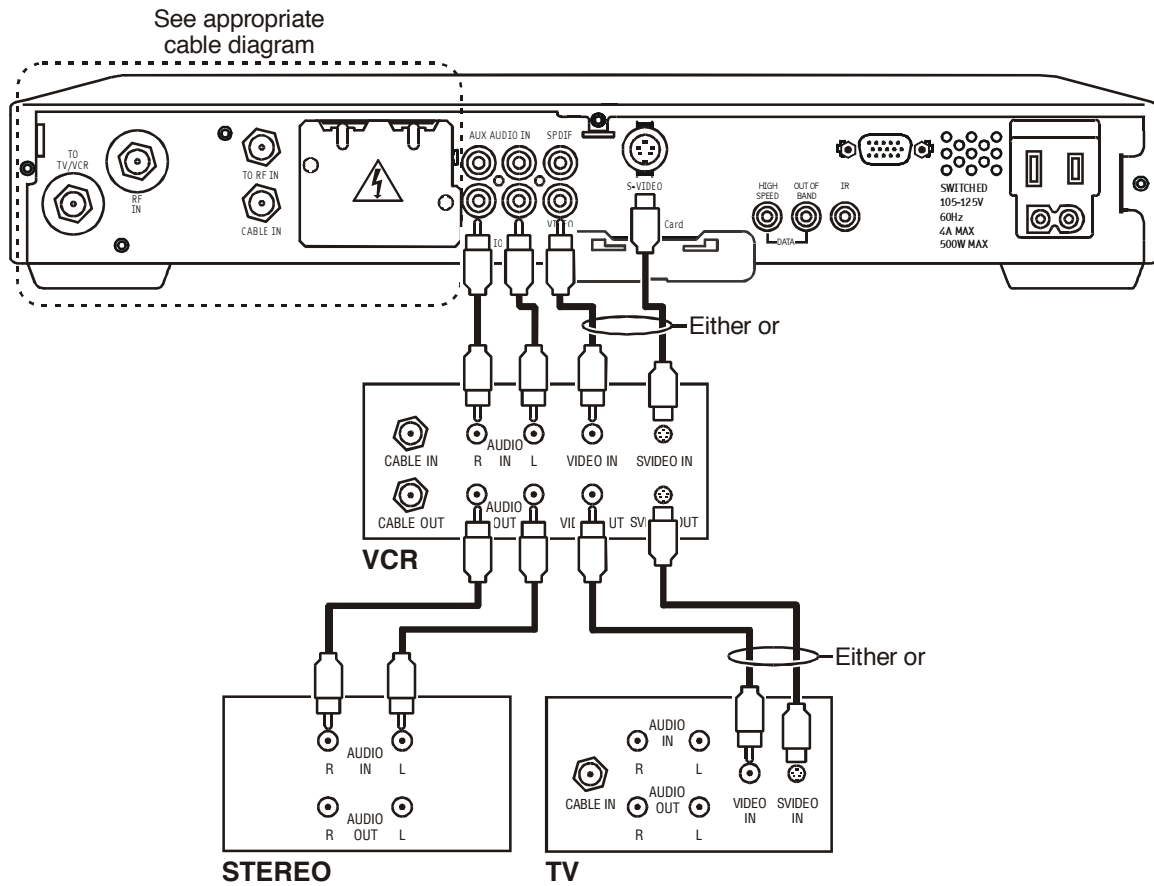 See appropriate
cable diagram
TO
TV/VCR
RF
IN
TO RF IN
CABLE IN
AUX AUDIO IN
SPDIF
S-VIDEO
Card
HIGH
SPEED
OUT OF
BAND
IR
DATA
SWITCHED
105-125V
60Hz
4A MAX
500W MAX
Either or
CABLE IN
R
AUDIO
IN
L
VIDEO IN
SVIDEO IN
CABLE OUT
AUDIO
VCR
Either or
AUDIO
IN
R
L
AUDIO
OUT
R
L
STEREO
CABLE IN
AUDIO
IN
R
L
AUDIO
OUT
R
L
VIDEO
IN
SVIDEO
IN
TV